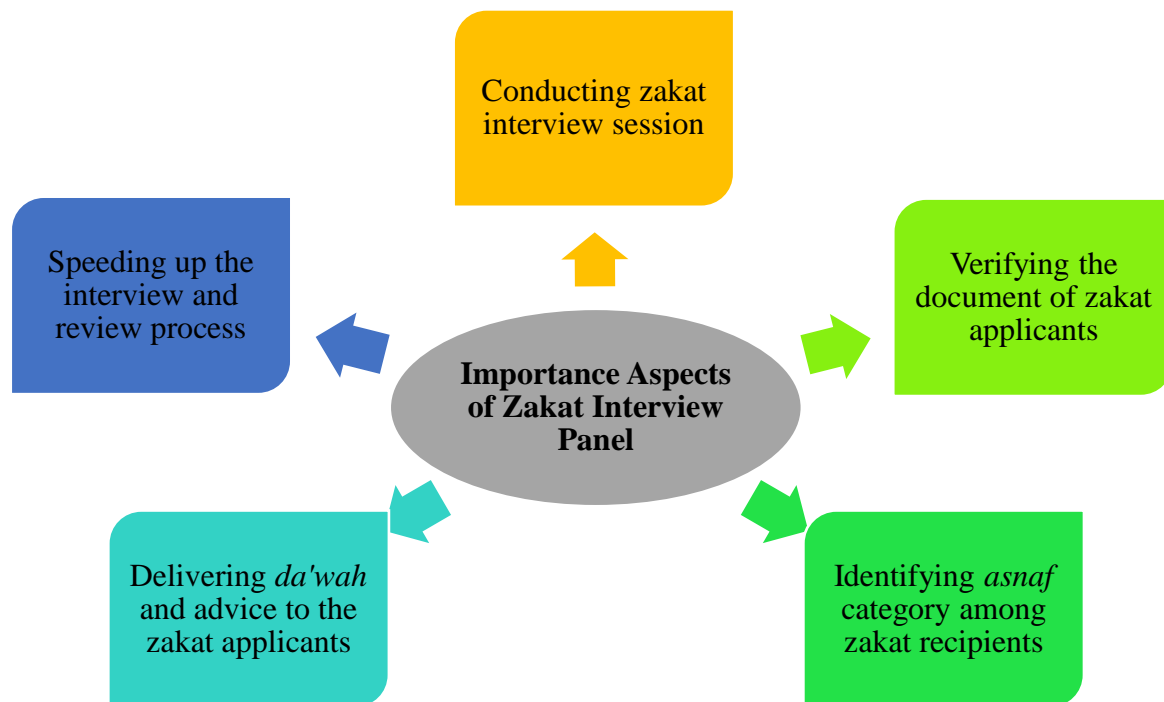 Conducting zakat
interview session
Speeding up the
interview and
review process
Verifying the
document of zakat
applicants
Importance Aspects
of Zakat Interview
Panel
Delivering da'wah
and advice to the
zakat applicants
Identifying asnaf
category among
zakat recipients